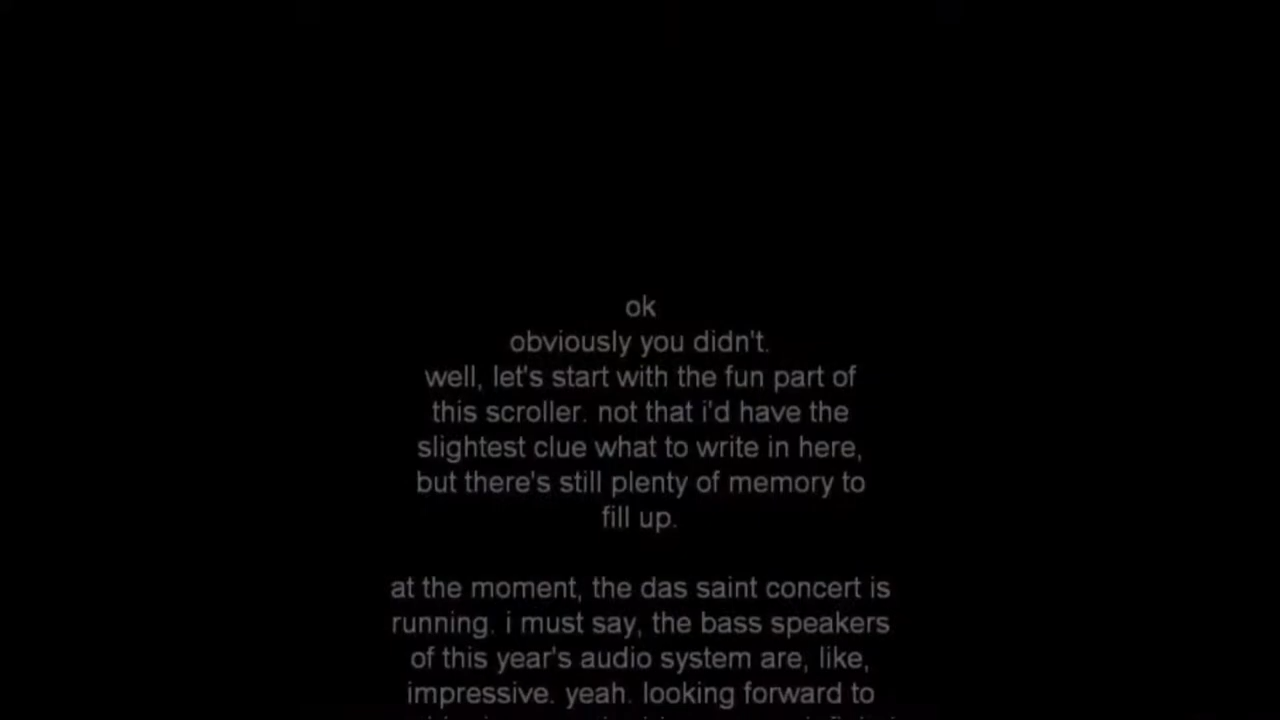 ok
obviously you didn't.
well, let's start with the fun part of
this scroller. not that i'd have the
slightest clue what to write in here,
but there's still plenty of memory to
fill up.
at the moment, the das saint concert is
running. i must say, the bass speakers
of this year's audio system are, like,
impressive. yeah. looking forward to